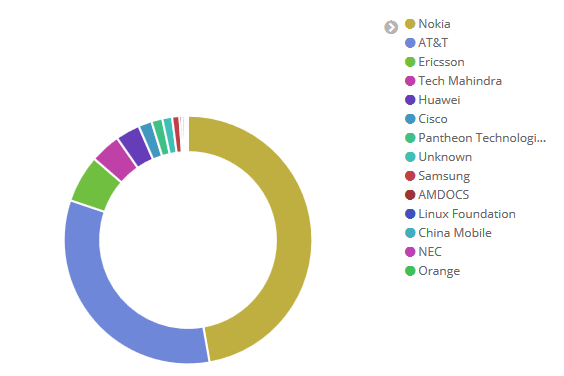 Nokia
AT&T
Ericsson
Tech Mahindra
Huawei
Cisco
Pantheon Technologi...
Unknown
Samsung
AMDOCS
Linux Foundation
China Mobile
NEC
Orange